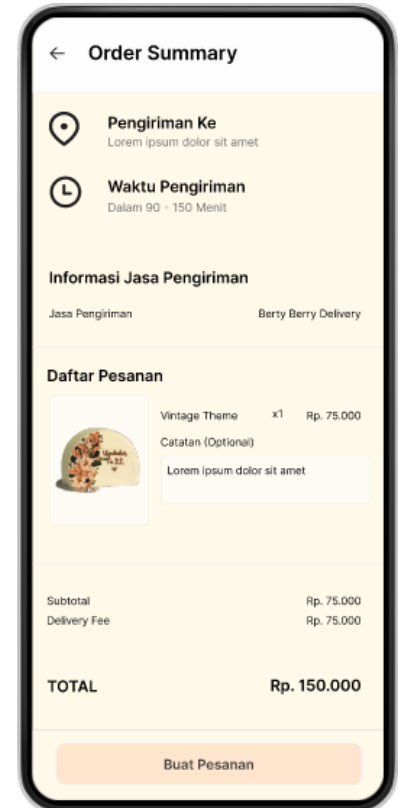 Order Summary
Pengiriman Ke
Lorem ipsum dolor sit amet
Waktu Pengiriman
Dalam 90 - 150 Menit
Informasi Jasa Pengiriman
Jasa Pengiriman Berty Berry Delivery
Daftar Pesanan
Vintage Theme x1 Rp. 75.000
Catatan (Optional)
Lorem ipsum dolor sit amet
Subtotal Rp. 75.000
Delivery Fee Rp. 75.000
TOTAL Rp. 150.000
Buat Pesanan